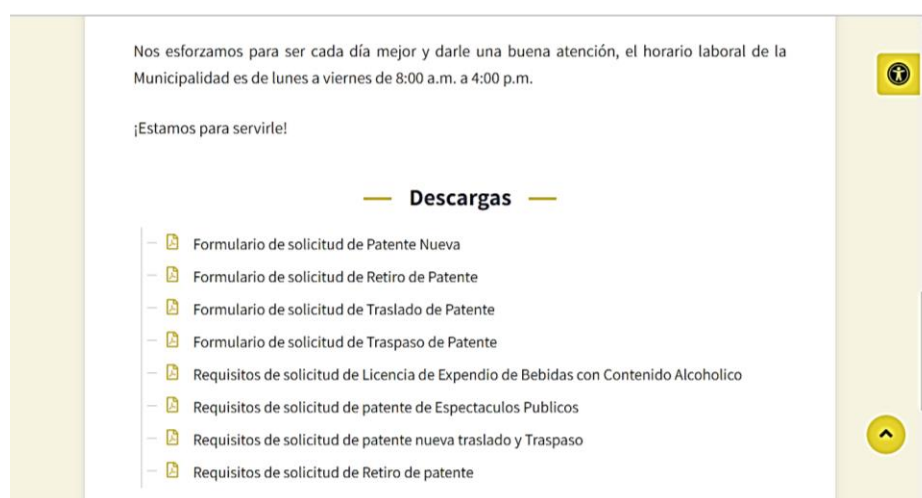 Nos esforzamos para ser cada día mejor y darle una buena atención, el horario laboral de la
Municipalidad es de lunes a viernes de 8:00 a.m. a 4:00 p.m.
¡Estamos para servirle!
Descargas
Formulario de solicitud de Patente Nueva
Formulario de solicitud de Retiro de Patente
Formulario de solicitud de Traslado de Patente
Formulario de solicitud de Traspaso de Patente
Requisitos de solicitud de Licencia de Expendio de Bebidas con Contenido Alcoholico
Requisitos de solicitud de patente de Espectaculos Publicos
Requisitos de solicitud de patente nueva traslado y Traspaso
Requisitos de solicitud de Retiro de patente